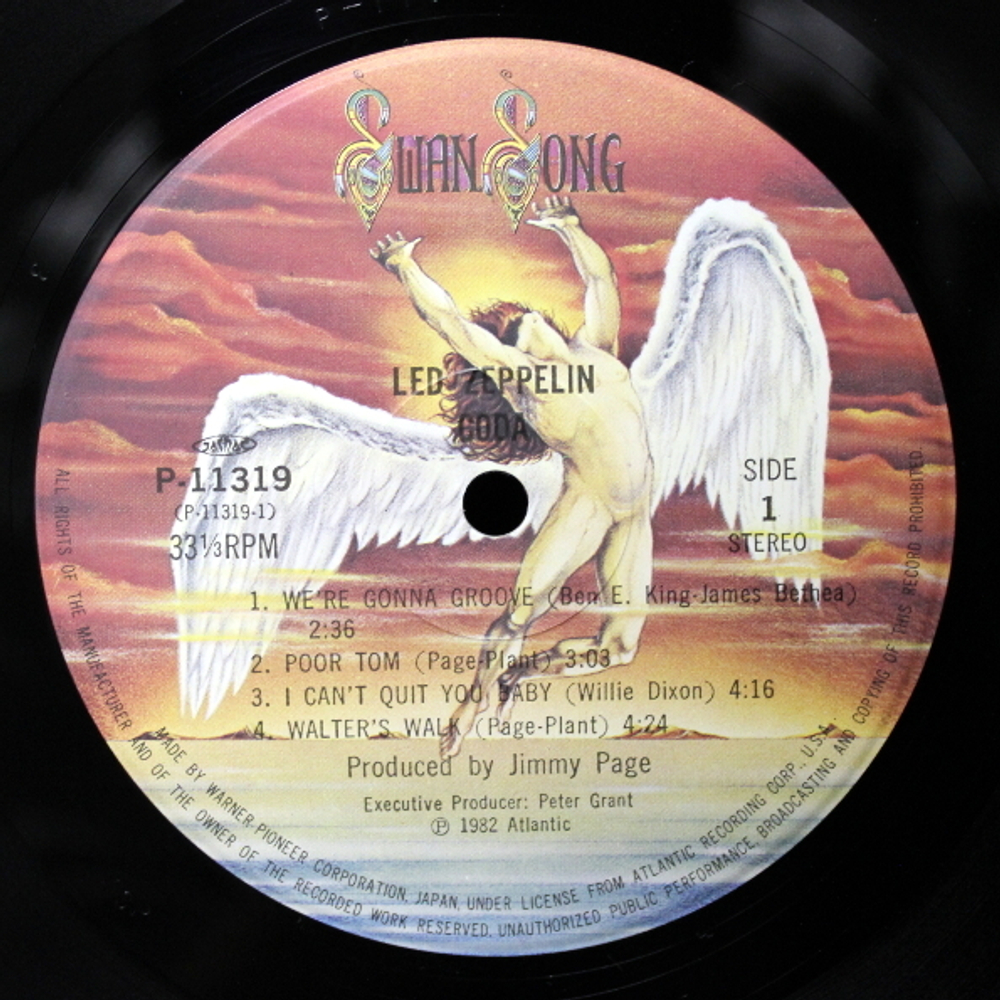 SWAN SONG
LED ZEPPELIN
CODA
P-11319
(P-11319-1)
33⅓RPM
SIDE
1
STEREO
1. WE'RE GONNA GROOVE (Ben E. King-James Bethea)
2:36
2. POOR TOM (Page-Plant) 3:03
3. I CAN'T QUIT YOU BABY (Willie Dixon) 4:16
4. WALTER'S WALK (Page-Plant) 4:24
Produced by Jimmy Page
Executive Producer: Peter Grant
Ⓟ 1982 Atlantic
MADE BY WARNER-PIONEER CORPORATION, JAPAN, UNDER LICENSE FROM ATLANTIC RECORDING CORP., U.S.A.
ALL RIGHTS OF THE MANUFACTURER AND OF THE OWNER OF THE RECORDED WORK RESERVED, UNAUTHORIZED PUBLIC PERFORMANCE, BROADCASTING AND COPYING OF THIS RECORD PROHIBITED.